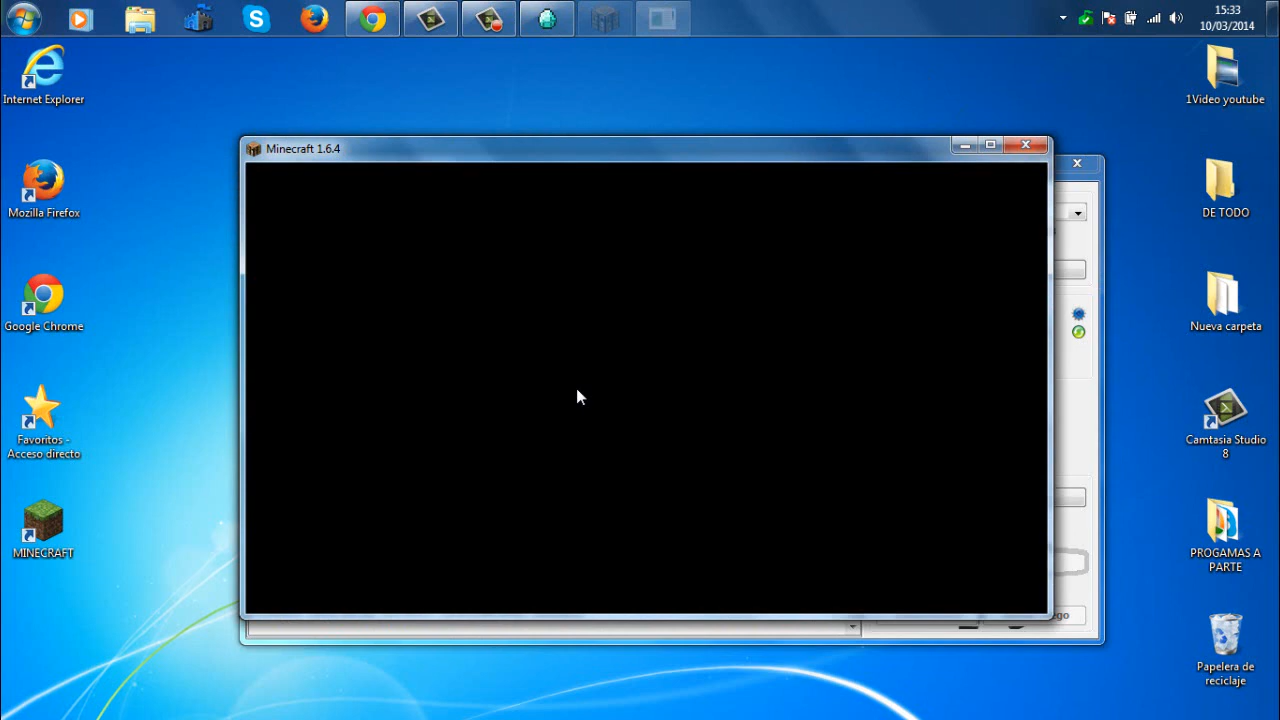 15:33
10/03/2014
Internet Explorer
1Video youtube
Minecraft 1.6.4
Mozilla Firefox
DE TODO
Google Chrome
Nueva carpeta
Favoritos -
Acceso directo
Camtasia Studio
8
MINECRAFT
PROGAMAS A
PARTE
ego
Papelera de
reciclaje